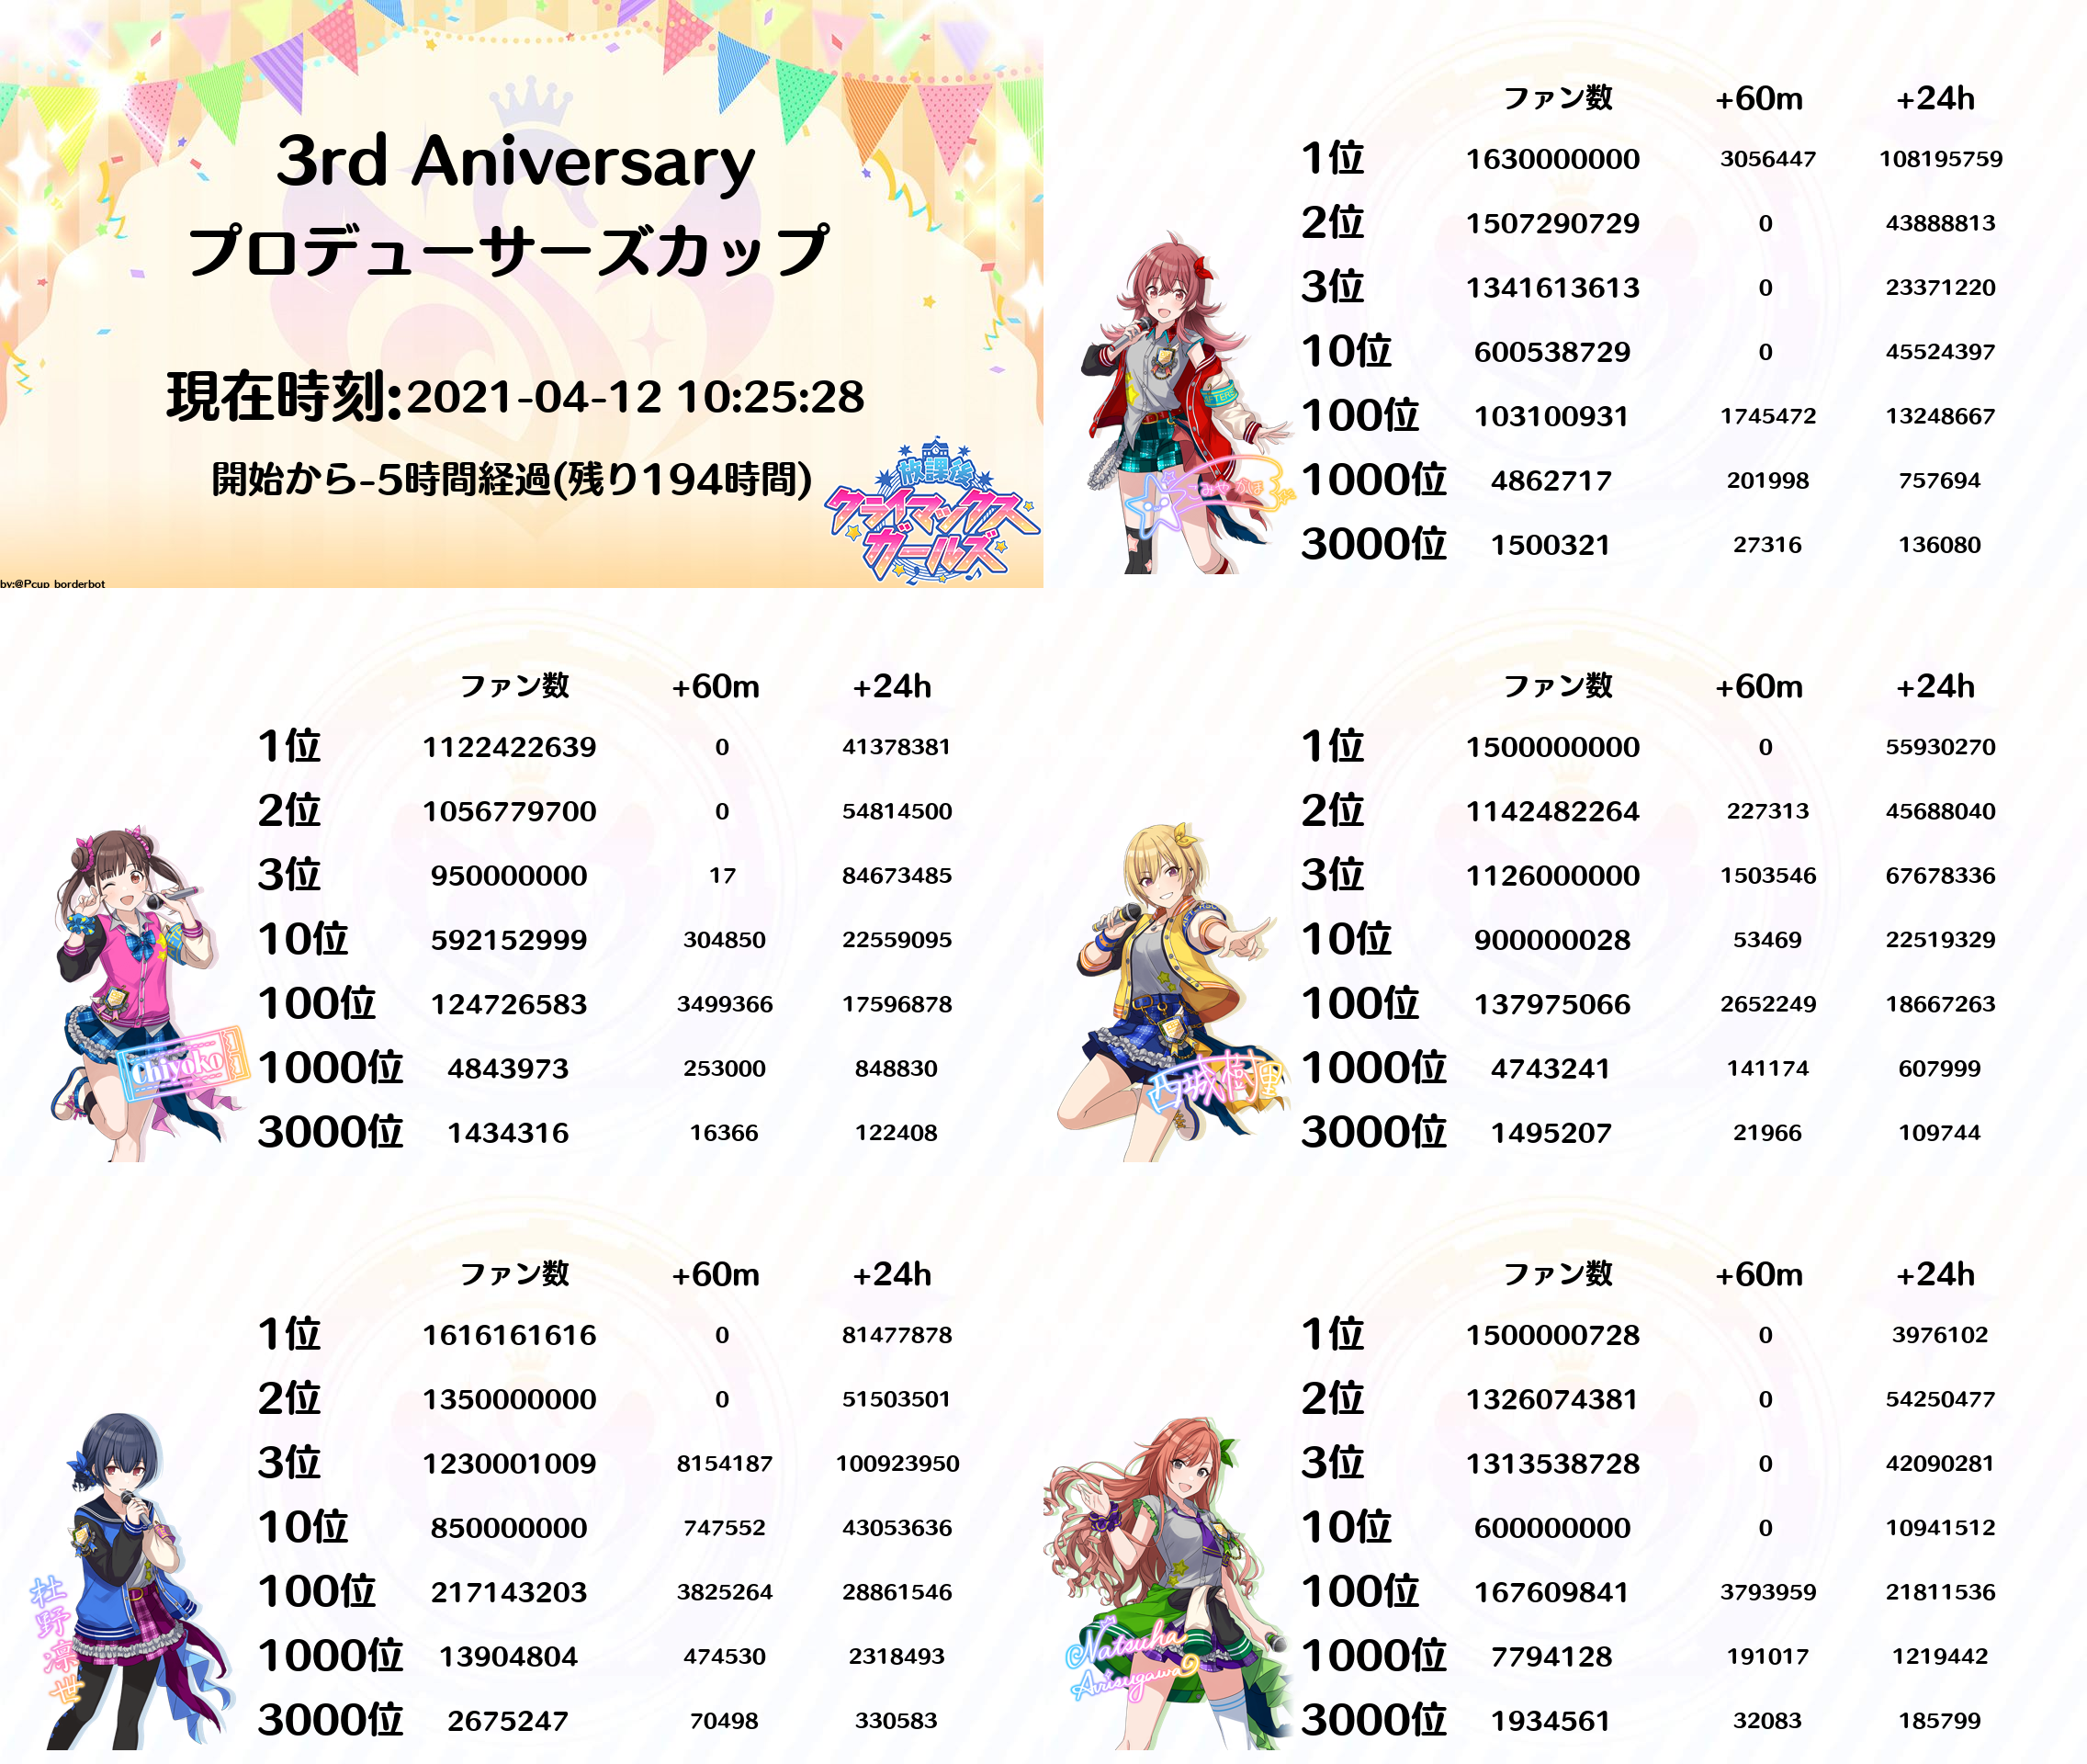 3rd Aniversary
プロデューサーズカップ
現在時刻:2021-04-12 10:25:28
開始から-5時間経過(残り194時間)
放課後
クライマックス
ガールズ
by:@Pcup_borderbot
ファン数 +60m +24h
1位 1630000000 3056447 108195759
2位 1507290729 0 43888813
3位 1341613613 0 23371220
10位 600538729 0 45524397
100位 103100931 1745472 13248667
1000位 4862717 201998 757694
3000位 1500321 27316 136080
こみやかほ
ファン数 +60m +24h
1位 1122422639 0 41378381
2位 1056779700 0 54814500
3位 950000000 17 84673485
10位 592152999 304850 22559095
100位 124726583 3499366 17596878
1000位 4843973 253000 848830
3000位 1434316 16366 122408
chiyoko
ファン数 +60m +24h
1位 1500000000 0 55930270
2位 1142482264 227313 45688040
3位 1126000000 1503546 67678336
10位 900000028 53469 22519329
100位 137975066 2652249 18667263
1000位 4743241 141174 607999
3000位 1495207 21966 109744
西城樹里
ファン数 +60m +24h
1位 1616161616 0 81477878
2位 1350000000 0 51503501
3位 1230001009 8154187 100923950
10位 850000000 747552 43053636
100位 217143203 3825264 28861546
1000位 13904804 474530 2318493
3000位 2675247 70498 330583
杜野凛世
ファン数 +60m +24h
1位 1500000728 0 3976102
2位 1326074381 0 54250477
3位 1313538728 0 42090281
10位 600000000 0 10941512
100位 167609841 3793959 21811536
1000位 7794128 191017 1219442
3000位 1934561 32083 185799
Natsuha
Arisugawa